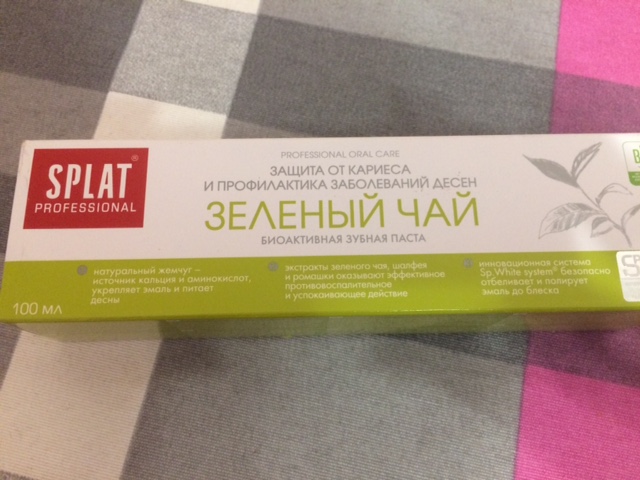 SPLAT®
PROFESSIONAL
PROFESSIONAL ORAL CARE
ЗАЩИТА ОТ КАРИЕСА
И ПРОФИЛАКТИКА ЗАБОЛЕВАНИЙ ДЕСЕН
ЗЕЛЕНЫЙ ЧАЙ
БИОАКТИВНАЯ ЗУБНАЯ ПАСТА
натуральный жемчуг –
источник кальция и аминокислот,
укрепляет эмаль и питает
десны
экстракты зеленого чая, шалфея
и ромашки оказывают эффективное
противовоспалительное
и успокаивающее действие
инновационная система
Sp.White system® безопасно
отбеливает и полирует
эмаль до блеска
100 мл